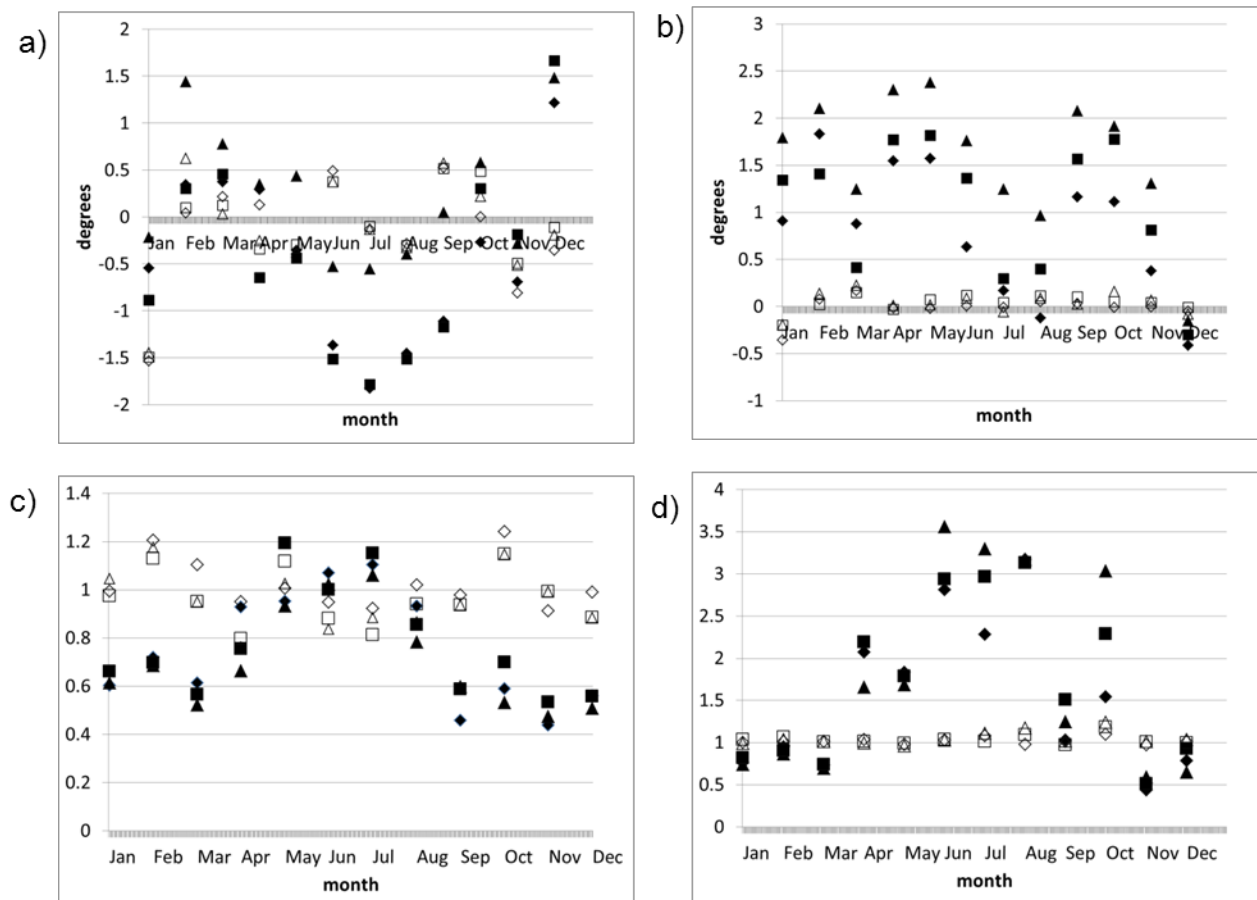 a)
2
1.5
1
0.5
0
-0.5
-1
-1.5
-2
degrees
Jan Feb Mar Apr May Jun Jul Aug Sep Oct Nov Dec
month
b)
3
2.5
2
1.5
1
0.5
0
-0.5
-1
degrees
Jan Feb Mar Apr May Jun Jul Aug Sep Oct Nov Dec
month
c)
1.4
1.2
1
0.8
0.6
0.4
0.2
0
Jan Feb Mar Apr May Jun Jul Aug Sep Oct Nov Dec
month
d)
4
3.5
3
2.5
2
1.5
1
0.5
0
Jan Feb Mar Apr May Jun Jul Aug Sep Oct Nov Dec
month